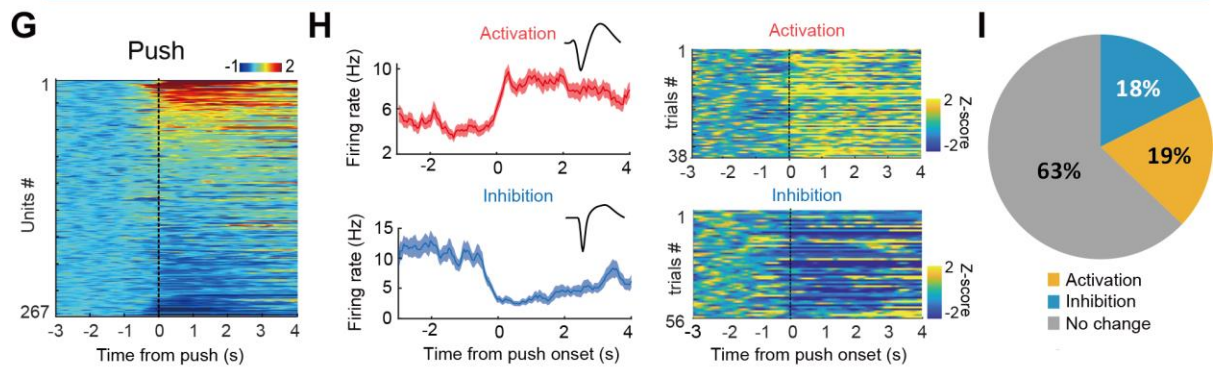 G
Push
-1
2
1
267
Units #
-3 -2 -1 0 1 2 3 4
Time from push (s)
H
Activation
Firing rate (Hz)
10
8
6
2
-2 0 2 4
Activation
1
trials #
38
-3 -2 -1 0 1 2 3 4
2
-2
Z-score
Inhibition
Firing rate (Hz)
15
10
5
0
-2 0 2 4
Time from push onset (s)
Inhibition
1
trials #
56
-3 -2 -1 0 1 2 3 4
Time from push onset (s)
2
-2
Z-score
I
18%
19%
63%
Activation
Inhibition
No change